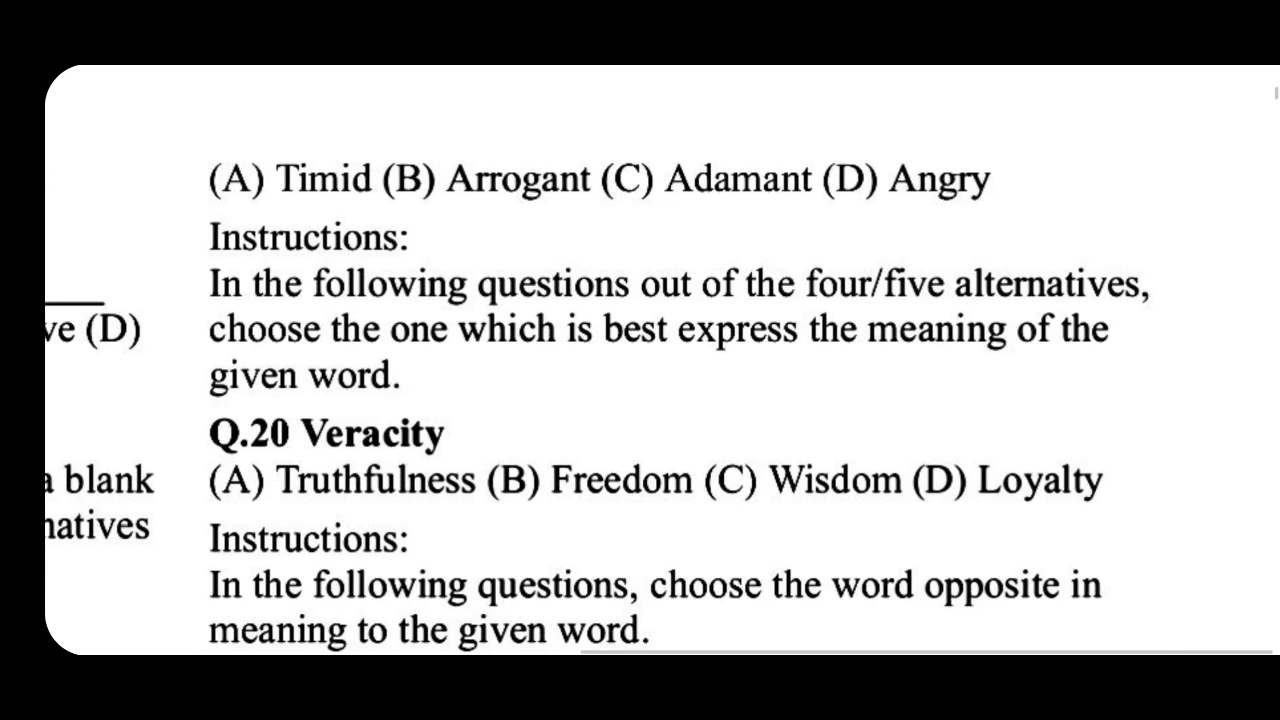 (A) Timid (B) Arrogant (C) Adamant (D) Angry
Instructions:
In the following questions out of the four/five alternatives,
choose the one which is best express the meaning of the
given word.
Q.20 Veracity
(A) Truthfulness (B) Freedom (C) Wisdom (D) Loyalty
Instructions:
In the following questions, choose the word opposite in
meaning to the given word.
(D)
blank